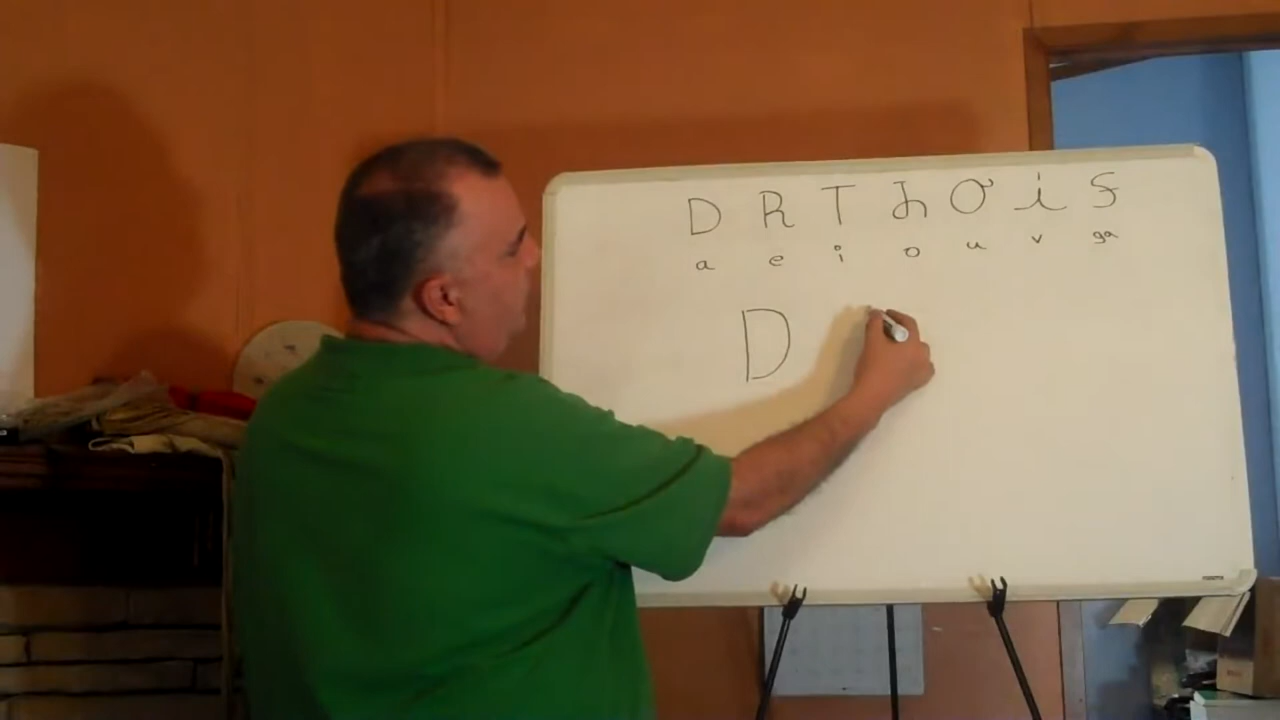 Ꭰ Ꭱ Ꭲ Ꭳ Ꭴ Ꭵ Ꭶ
a e i o u v ga
Ꭰ